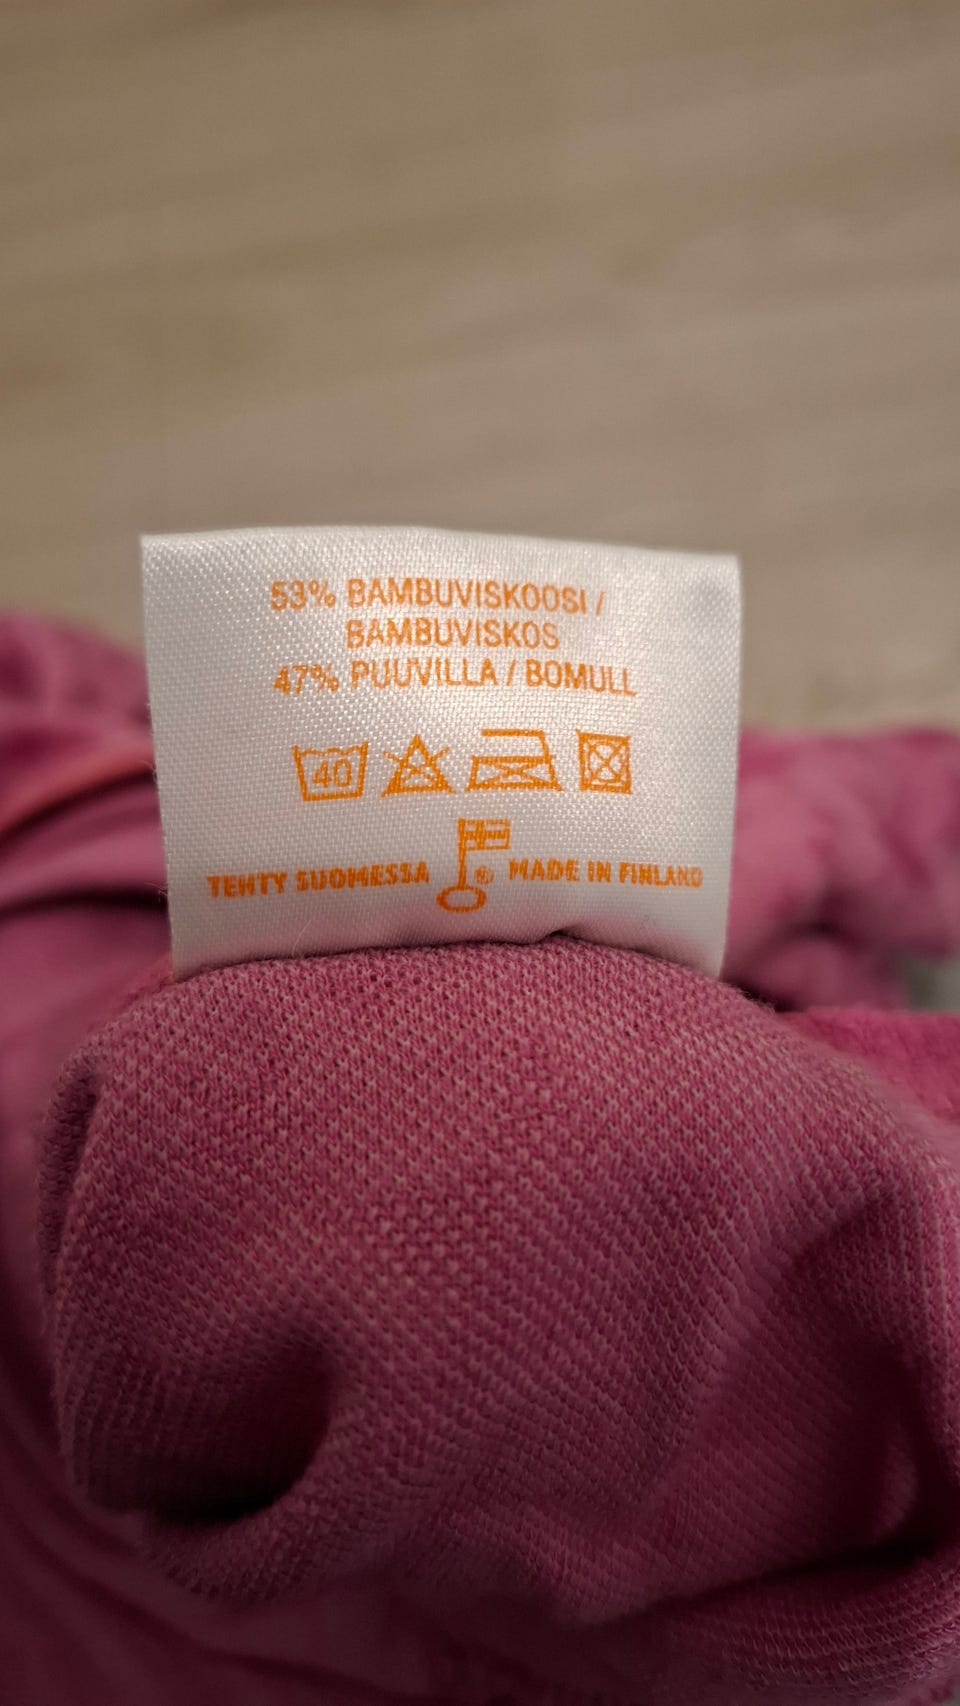 53% BAMBUVISKOOSI /
BAMBUVISKOS
47% PUUVILLA / BOMULL
40
TEHTY SUOMESSA ® MADE IN FINLAND